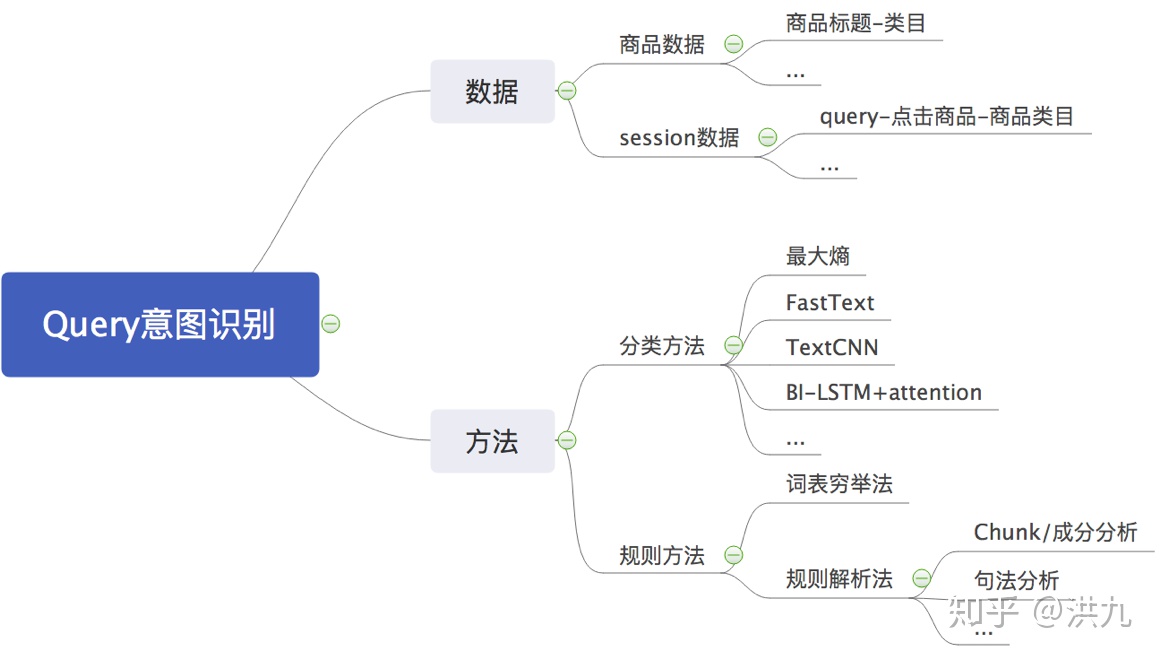 Query意图识别
数据
商品数据
商品标题-类目
...
session数据
query-点击商品-商品类目
...
方法
分类方法
最大熵
FastText
TextCNN
BI-LSTM+attention
...
规则方法
词表穷举法
规则解析法
Chunk/成分分析
句法分析
...
知乎 @洪九